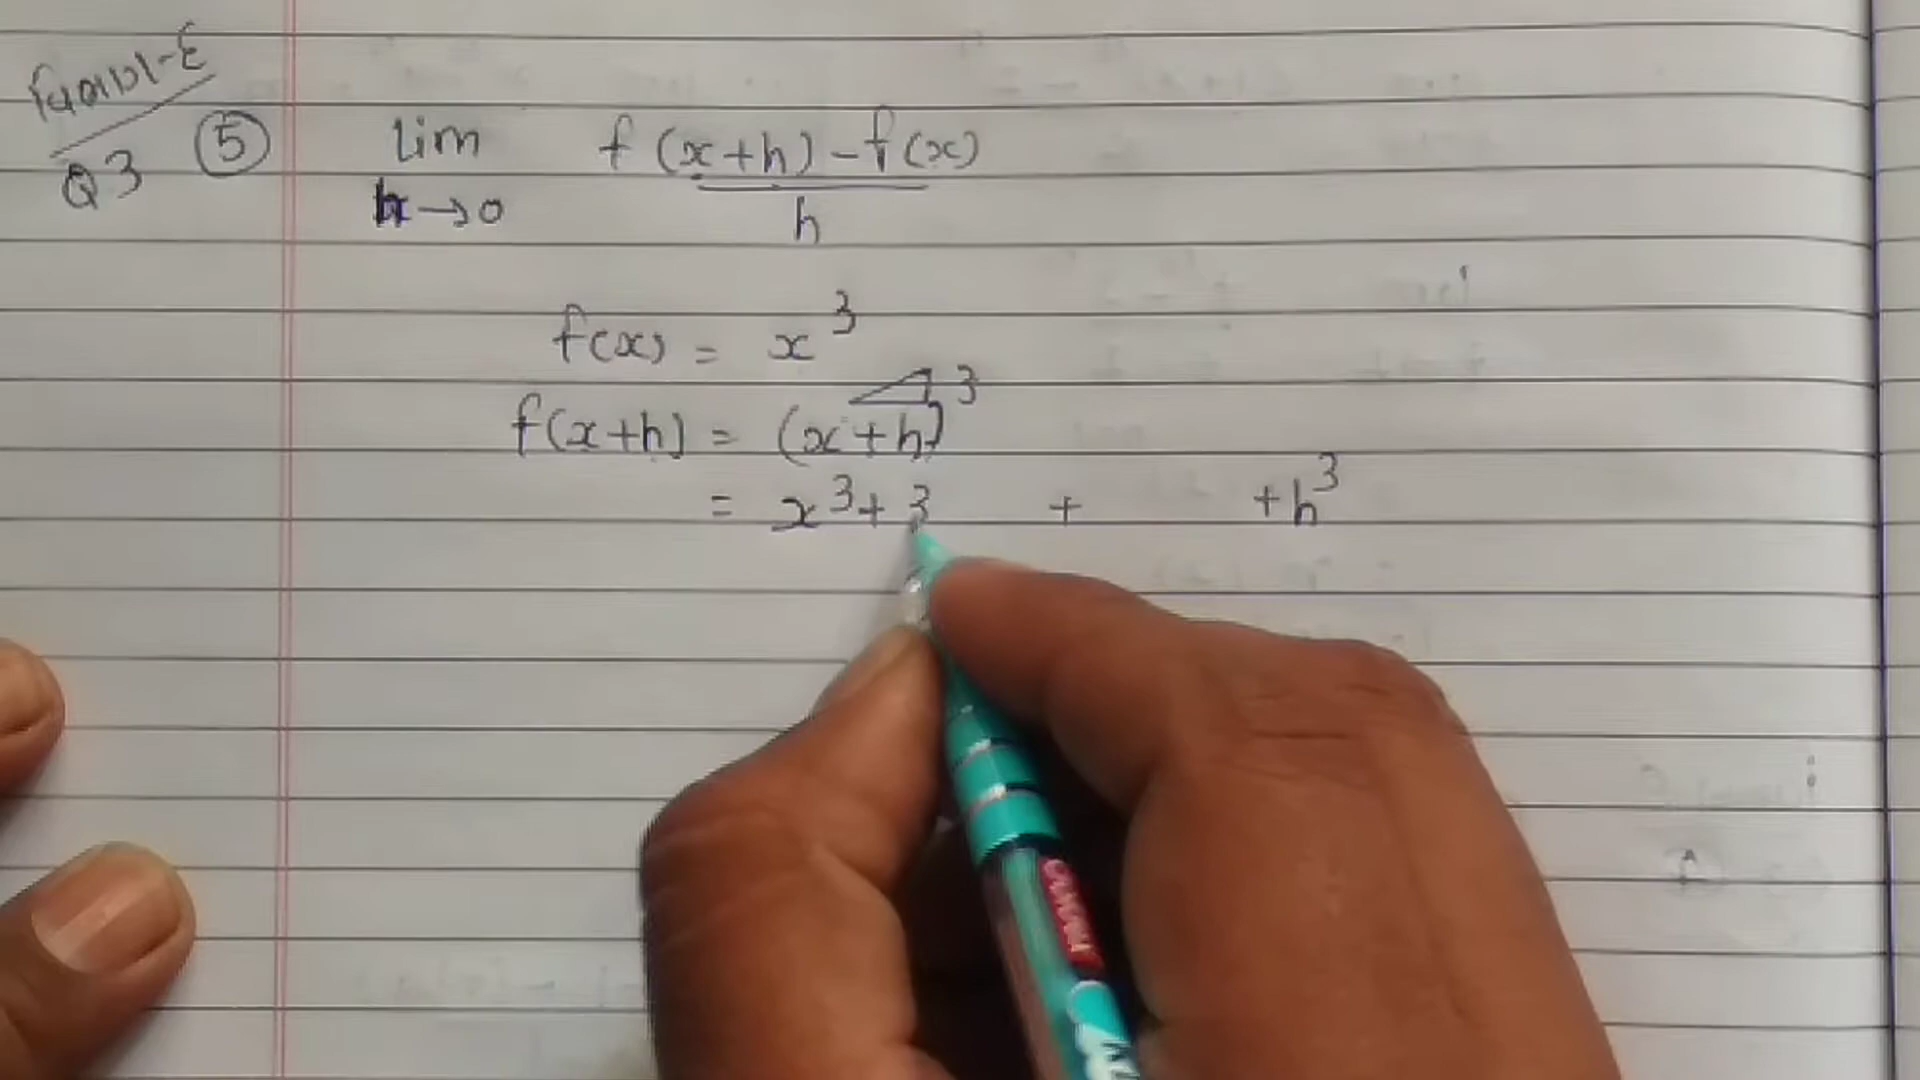 Q3 ⑤ lim f(x+h)-f(x)
h→0 h
f(x) = x³
f(x+h) = (x+h)³
= x³+3 + +h³